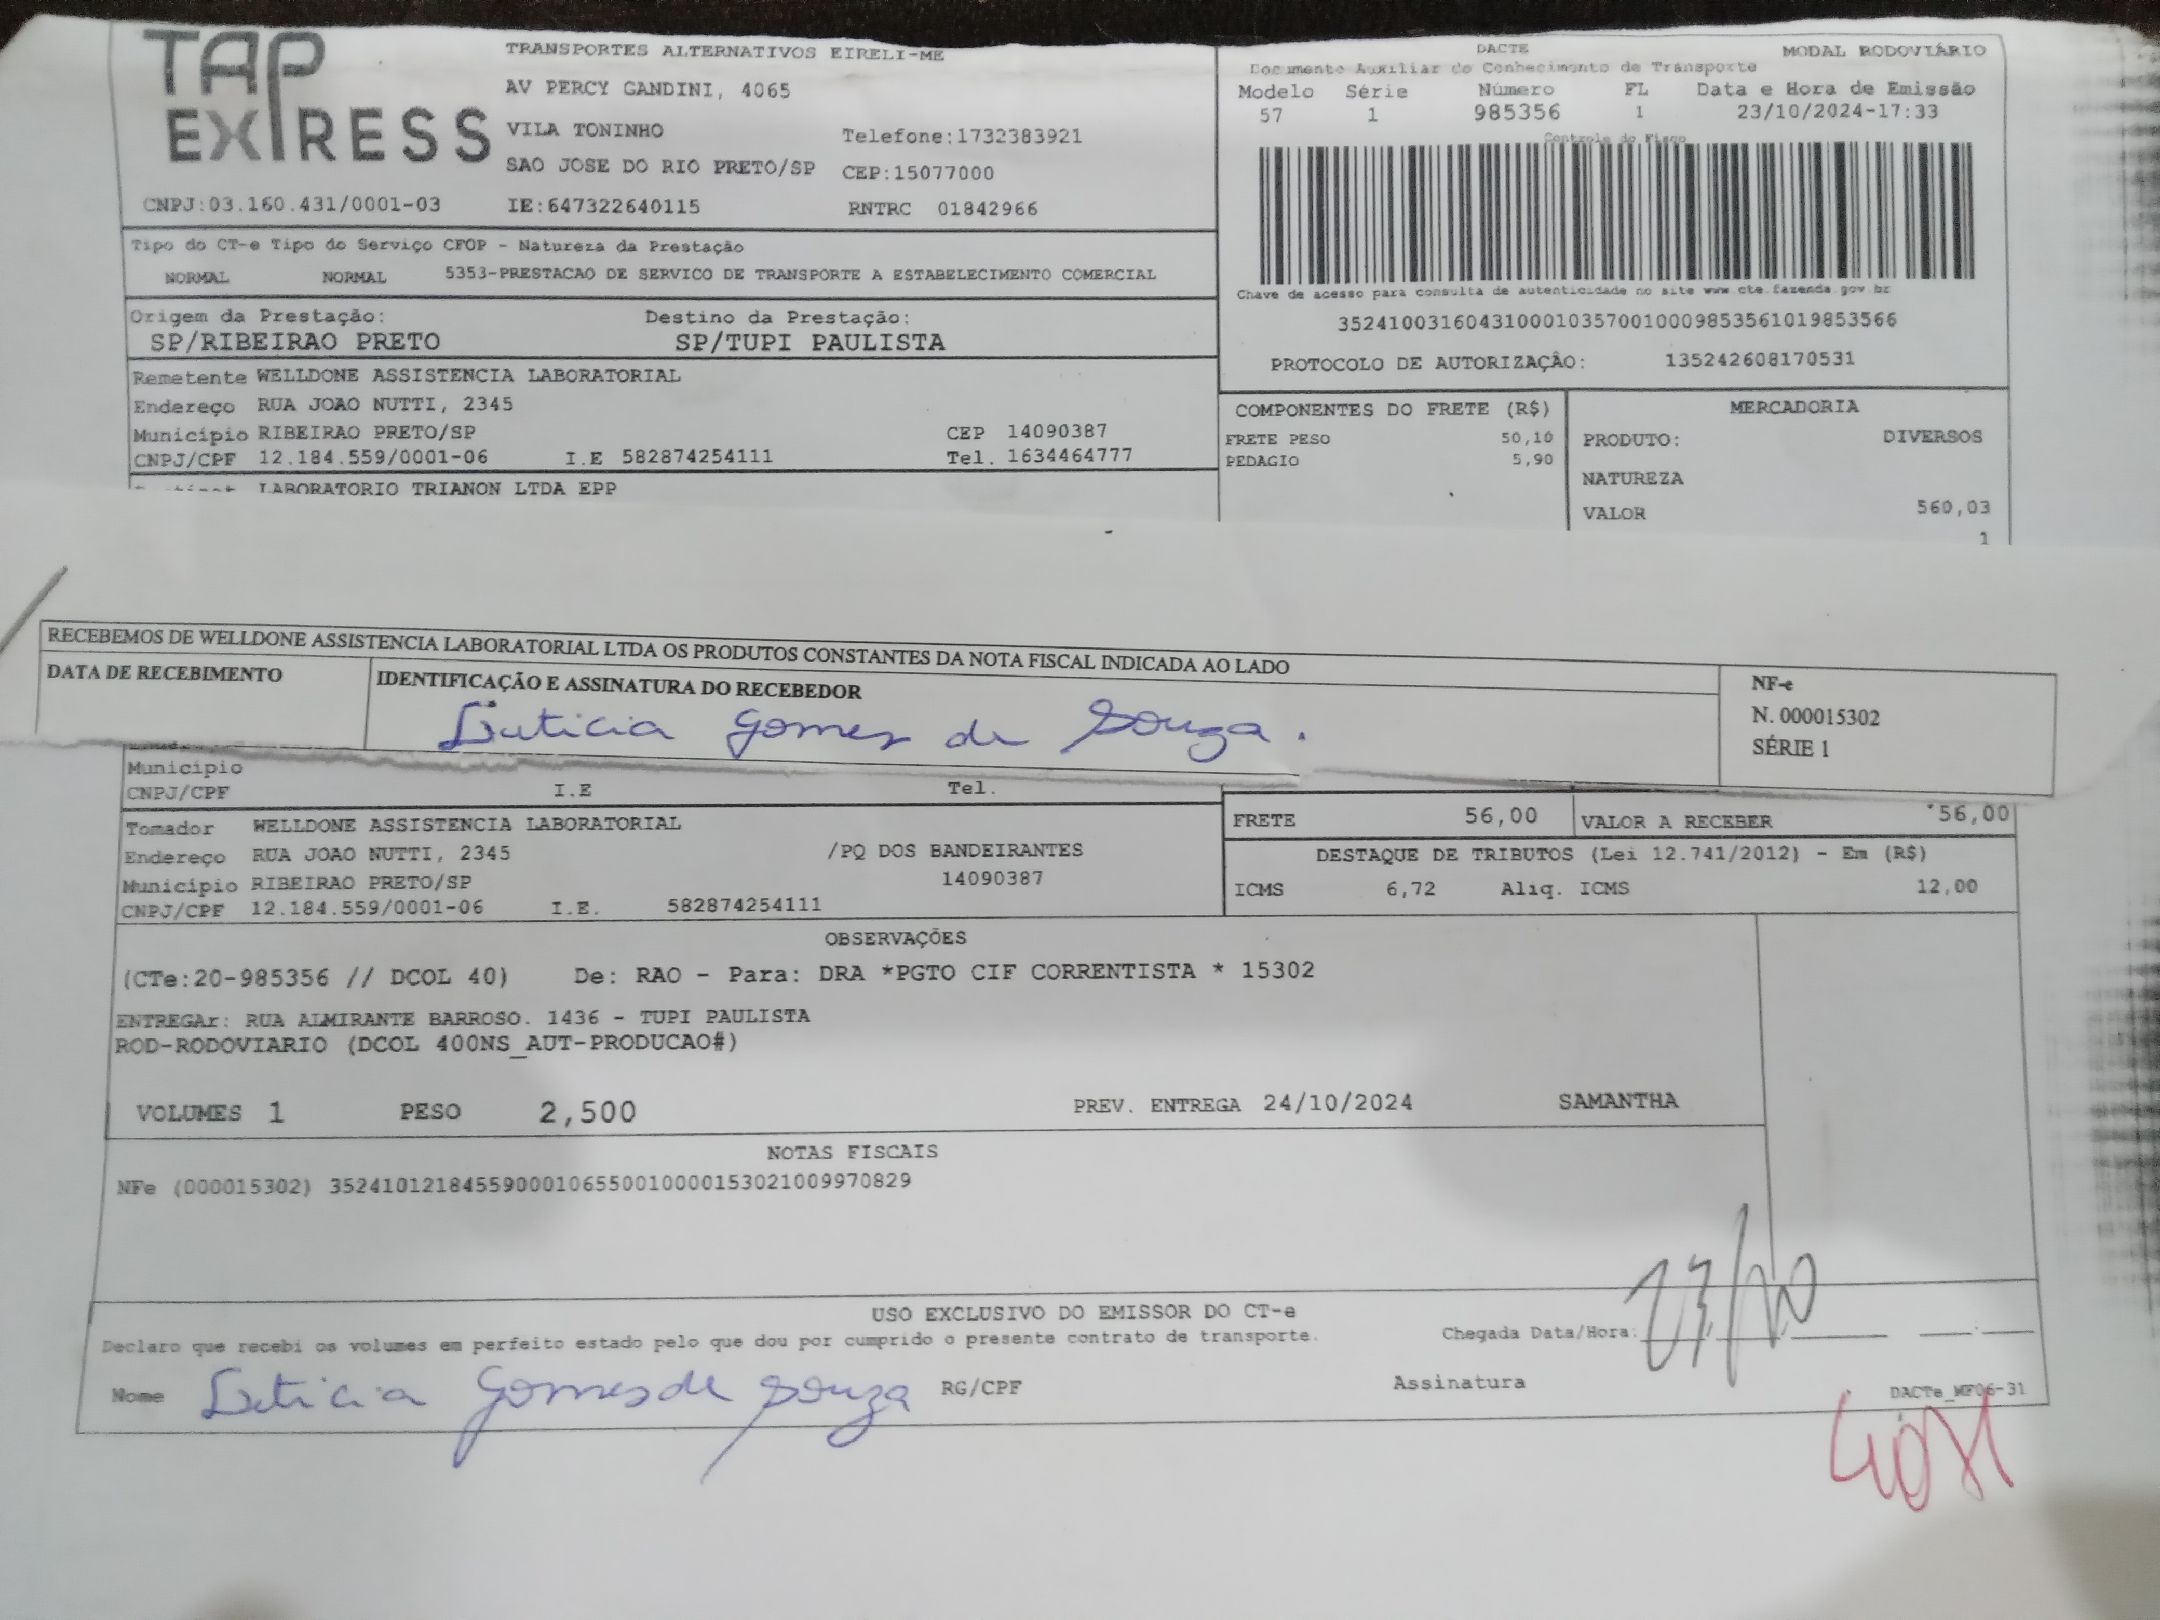 TAP EXPRESS
TRANSPORTES ALTERNATIVOS EIRELI-ME
AV PERCY GANDINI, 4065
VILA TONINHO Telefone:1732383921
SAO JOSE DO RIO PRETO/SP CEP:15077000
CNPJ:03.160.431/0001-03 IE:647322640115 RNTRC 01842966
DACTE MODAL RODOVIÁRIO
Documento Auxiliar do Conhecimento de Transporte
Modelo Série Número FL Data e Hora de Emissão
57 1 985356 1 23/10/2024-17:33
Controle do Fisco
Chave de acesso para consulta de autenticidade no site www.cte.fazenda.gov.br
35241003160431000103570010009853561019853566
PROTOCOLO DE AUTORIZAÇÃO: 135242608170531
Tipo do CT-e Tipo do Serviço CFOP - Natureza da Prestação
NORMAL NORMAL 5353-PRESTACAO DE SERVICO DE TRANSPORTE A ESTABELECIMENTO COMERCIAL
Origem da Prestação: Destino da Prestação:
SP/RIBEIRAO PRETO SP/TUPI PAULISTA
Remetente WELLDONE ASSISTENCIA LABORATORIAL
Endereço RUA JOAO NUTTI, 2345
Município RIBEIRAO PRETO/SP CEP 14090387
CNPJ/CPF 12.184.559/0001-06 I.E 582874254111 Tel. 1634464777
LABORATORIO TRIANON LTDA EPP
COMPONENTES DO FRETE (R$)
FRETE PESO 50,10
PEDAGIO 5,90
MERCADORIA
PRODUTO: DIVERSOS
NATUREZA
VALOR 560,03
1
RECEBEMOS DE WELLDONE ASSISTENCIA LABORATORIAL LTDA OS PRODUTOS CONSTANTES DA NOTA FISCAL INDICADA AO LADO
DATA DE RECEBIMENTO IDENTIFICAÇÃO E ASSINATURA DO RECEBEDOR
Leticia Gomes de Souza.
NF-e
N. 000015302
SÉRIE 1
Município
CNPJ/CPF I.E Tel.
FRETE 56,00 VALOR A RECEBER 56,00
Tomador WELLDONE ASSISTENCIA LABORATORIAL
Endereço RUA JOAO NUTTI, 2345 /PQ DOS BANDEIRANTES
Município RIBEIRAO PRETO/SP 14090387
CNPJ/CPF 12.184.559/0001-06 I.E. 582874254111
DESTAQUE DE TRIBUTOS (Lei 12.741/2012) - Em (R$)
ICMS 6,72 Aliq. ICMS 12,00
OBSERVAÇÕES
(CTe:20-985356 // DCOL 40) De: RAO - Para: DRA *PGTO CIF CORRENTISTA * 15302
ENTREGAr: RUA ALMIRANTE BARROSO. 1436 - TUPI PAULISTA
ROD-RODOVIARIO (DCOL 400NS_AUT-PRODUCAO#)
VOLUMES 1 PESO 2,500 PREV. ENTREGA 24/10/2024 SAMANTHA
NOTAS FISCAIS
NFe (000015302) 35241012184559000106550010000153021009970829
USO EXCLUSIVO DO EMISSOR DO CT-e
Declaro que recebi os volumes em perfeito estado pelo que dou por cumprido o presente contrato de transporte.
Chegada Data/Hora:
Nome Leticia Gomes de Souza RG/CPF Assinatura
DACTe_MF06-31